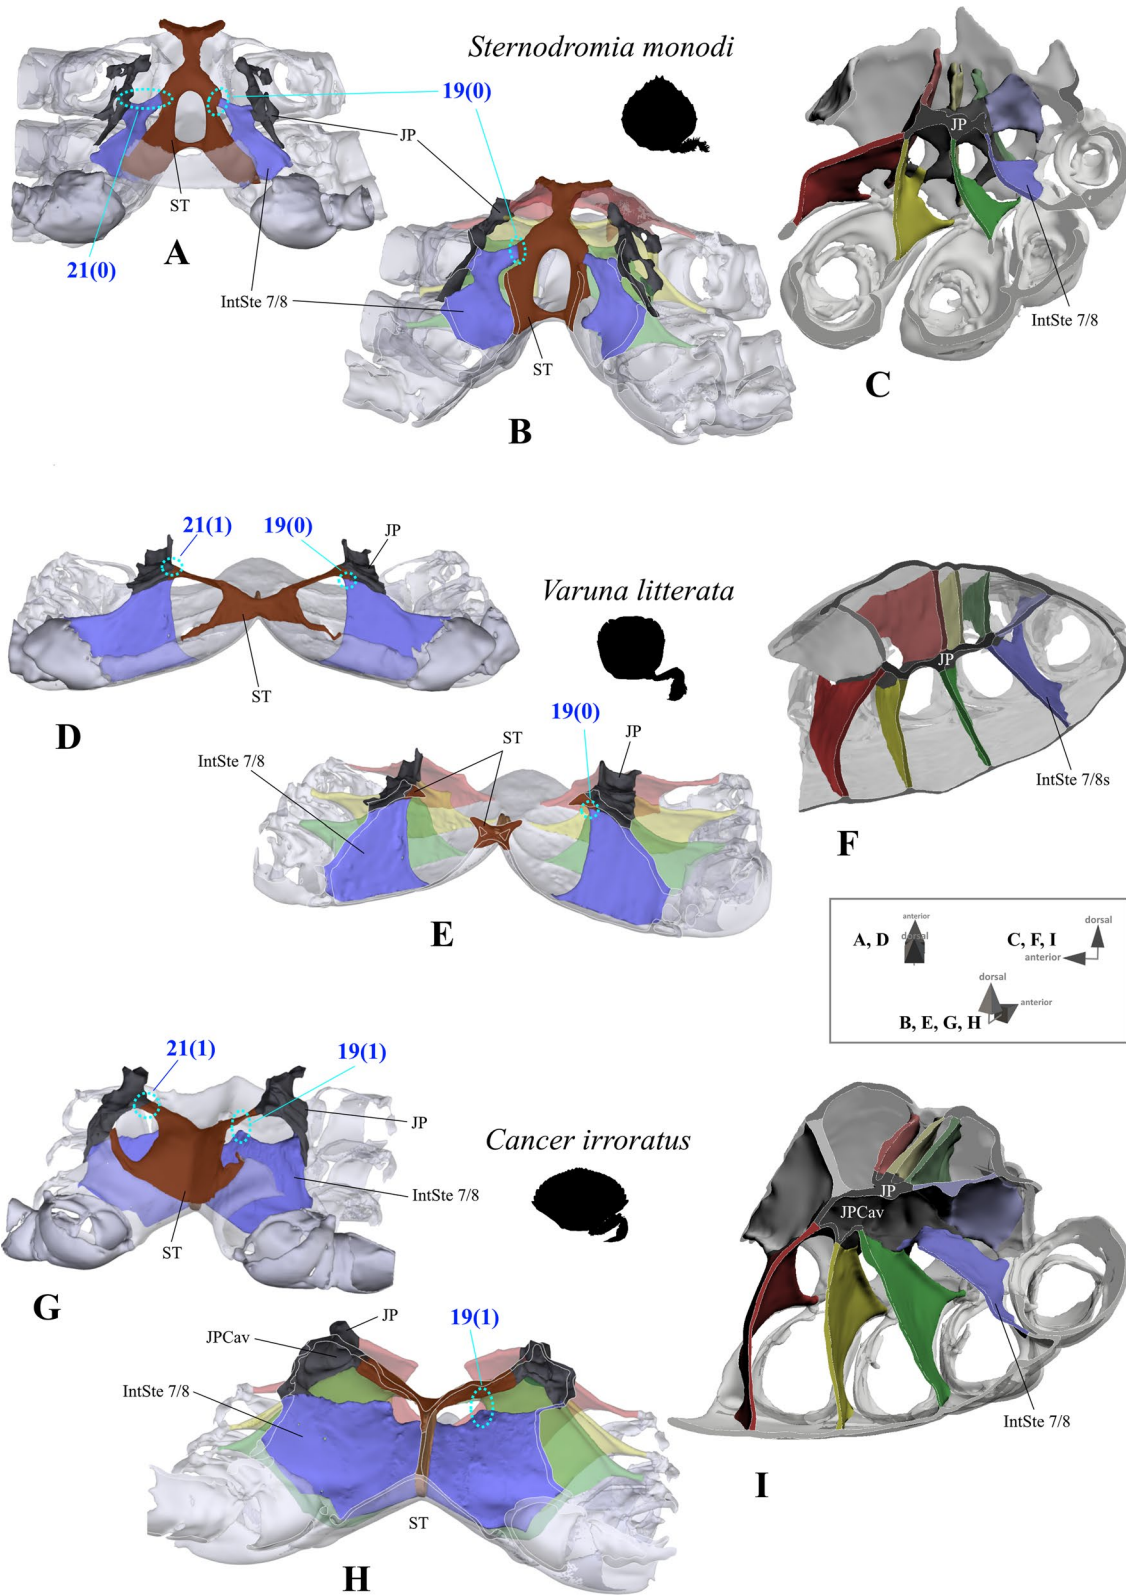 Sternodromia monodi
19(0)
JP
JP
ST
21(0)
A
IntSte 7/8
IntSte 7/8
C
ST
B
21(1)
19(0)
JP
Varuna litterata
JP
ST
D
19(0)
ST
JP
IntSte 7/8
IntSte 7/8s
F
E
anterior
dorsal
A, D
C, F, I
dorsal
anterior
dorsal
anterior
B, E, G, H
21(1)
19(1)
JP
Cancer irroratus
IntSte 7/8
JP
JPCav
ST
G
JP
19(1)
JPCav
IntSte 7/8
IntSte 7/8
I
ST
H